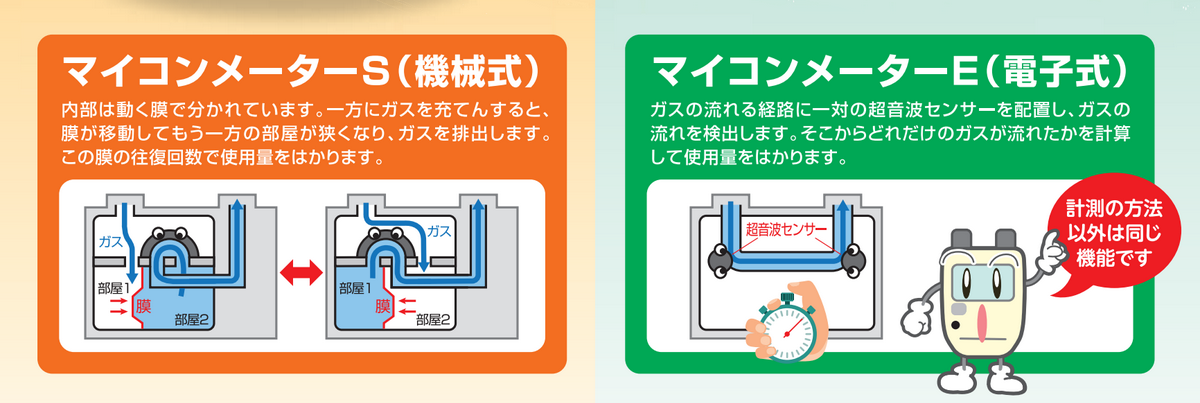 マイコンメーターS(機械式)
内部は動く膜で分かれています。一方にガスを充てんすると、
膜が移動してもう一方の部屋が狭くなり、ガスを排出します。
この膜の往復回数で使用量をはかります。
ガス
部屋1
膜
部屋2
ガス
部屋1
膜
部屋2
マイコンメーターE(電子式)
ガスの流れる経路に一対の超音波センサーを配置し、ガスの
流れを検出します。そこからどれだけのガスが流れたかを計算
して使用量をはかります。
超音波センサー
計測の方法
以外は同じ
機能です